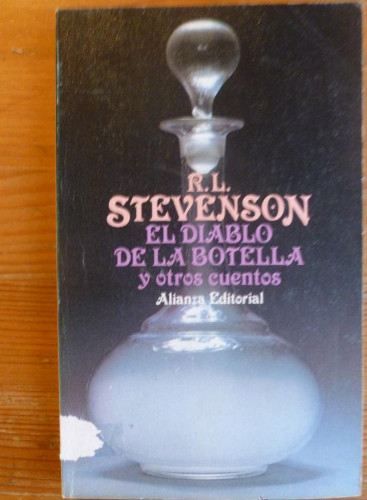 R.L.
STEVENSON
EL DIABLO
DE LA BOTELLA
y otros cuentos
Alianza Editorial